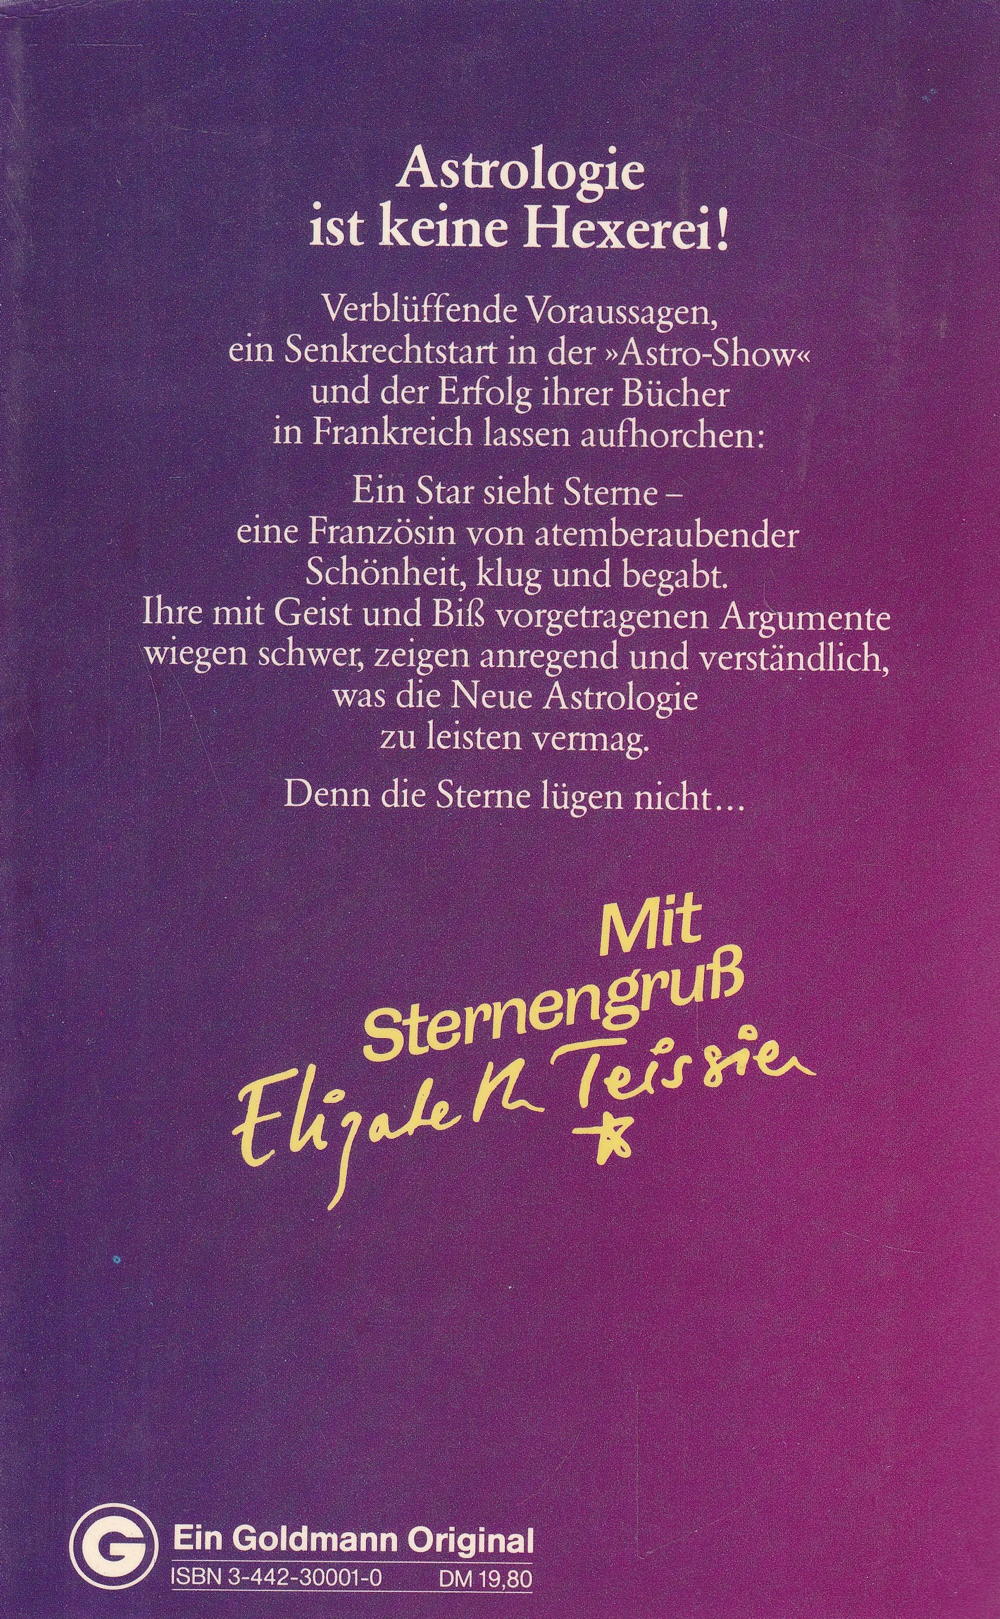 Astrologie
ist keine Hexerei!
Verblüffende Voraussagen,
ein Senkrechtstart in der »Astro-Show«
und der Erfolg ihrer Bücher
in Frankreich lassen aufhorchen:
Ein Star sieht Sterne –
eine Französin von atemberaubender
Schönheit, klug und begabt.
Ihre mit Geist und Biß vorgetragenen Argumente
wiegen schwer, zeigen anregend und verständlich,
was die Neue Astrologie
zu leisten vermag.
Denn die Sterne lügen nicht...
Mit
Sternengruß
Elizabeth Teissier
G Ein Goldmann Original
ISBN 3-442-30001-0 DM 19,80